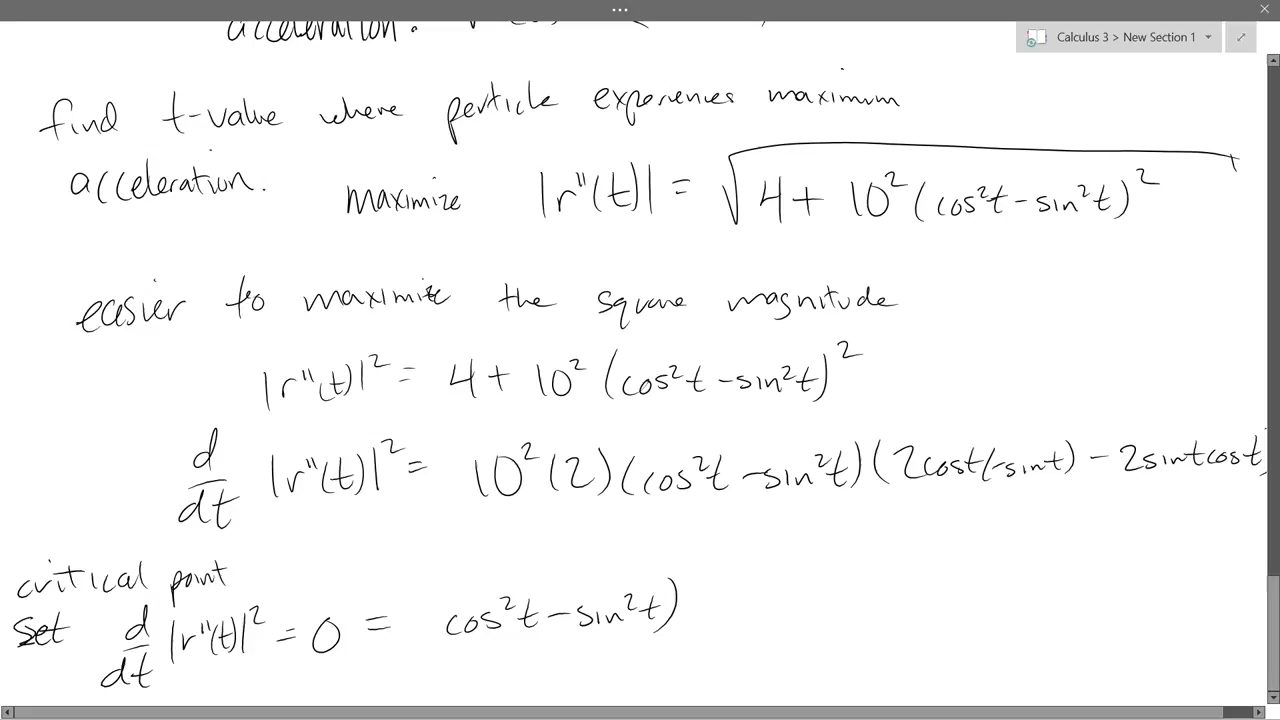 Calculus 3 > New Section 1
acceleration:
find t-value where perticle experiences maximum
acceleration. maximize |r"(t)| = √4 + 10²(cos²t - sin²t)²
easier to maximize the square magnitude
|r"(t)|² = 4 + 10² (cos²t - sin²t)²
d/dt |r"(t)|² = 10²(2)(cos²t - sin²t)(2cost(-sint) - 2sintcost
critical point
set d/dt |r"(t)|² = 0 = cos²t - sin²t)